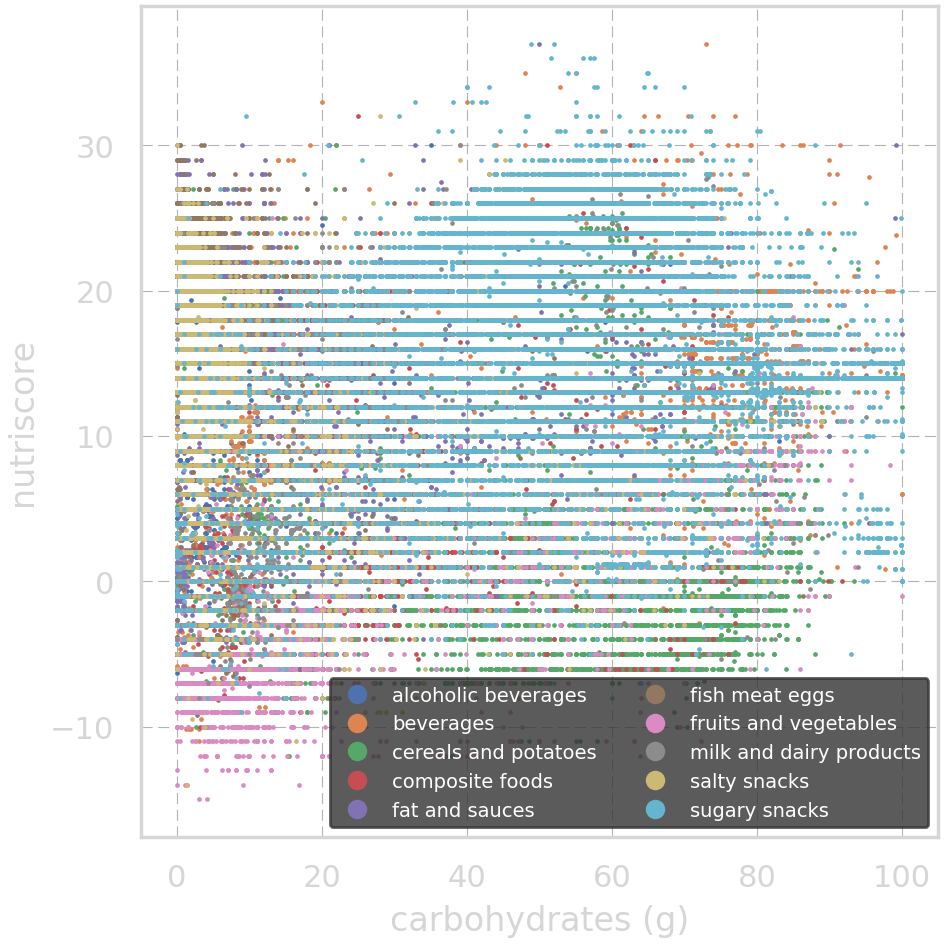 nutriscore
30
20
10
0
−10
0 20 40 60 80 100
carbohydrates (g)
alcoholic beverages
beverages
cereals and potatoes
composite foods
fat and sauces
fish meat eggs
fruits and vegetables
milk and dairy products
salty snacks
sugary snacks